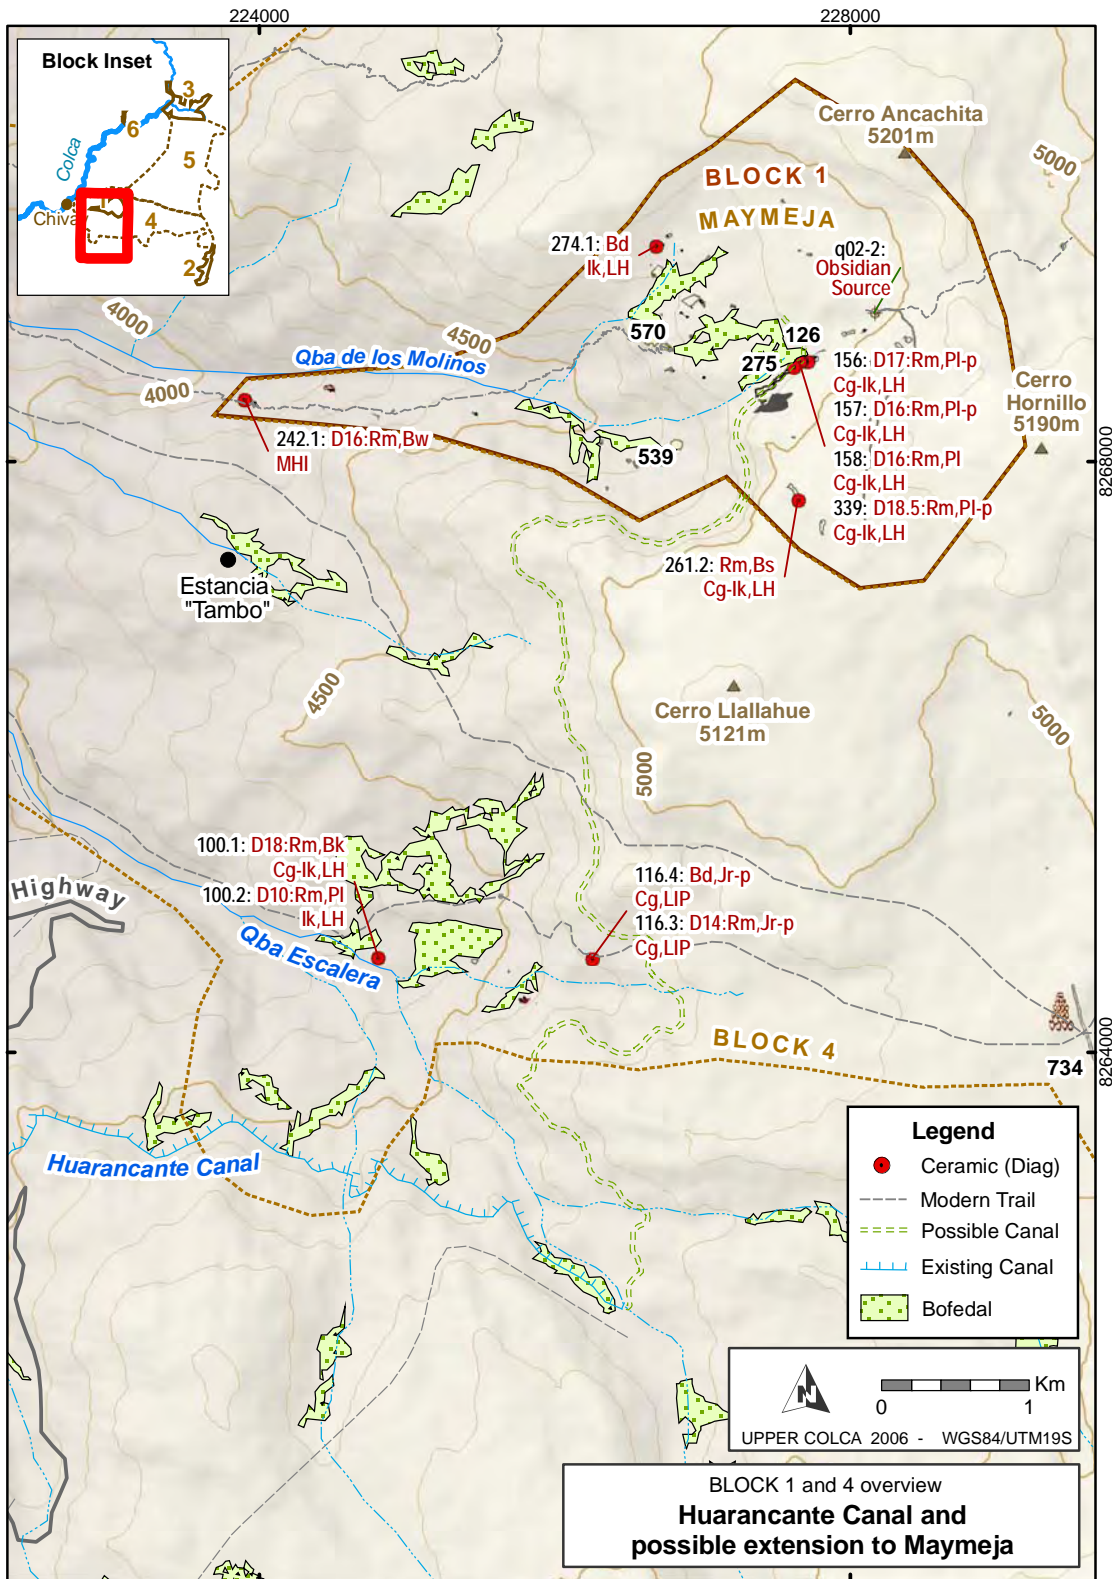 224000
228000
Block Inset
3
6
Colca
5
1
Chiva
4
2
Cerro Ancachita
5201m
5000
BLOCK 1
MAYMEJA
274.1: Bd
Ik,LH
q02-2:
Obsidian
Source
4000
4500
570
126
Qba de los Molinos
275
156: D17:Rm,Pl-p
Cg-Ik,LH
157: D16:Rm,Pl-p
Cg-Ik,LH
158: D16:Rm,Pl
Cg-Ik,LH
339: D18.5:Rm,Pl-p
Cg-Ik,LH
Cerro
Hornillo
5190m
4000
242.1: D16:Rm,Bw
MHI
539
8268000
261.2: Rm,Bs
Cg-Ik,LH
Estancia
"Tambo"
4500
Cerro Llallahue
5121m
5000
5000
100.1: D18:Rm,Bk
Cg-Ik,LH
100.2: D10:Rm,Pl
Ik,LH
116.4: Bd,Jr-p
Cg,LIP
116.3: D14:Rm,Jr-p
Cg,LIP
Highway
Qba Escalera
BLOCK 4
734
8264000
Huarancante Canal
Legend
Ceramic (Diag)
Modern Trail
Possible Canal
Existing Canal
Bofedal
N
Km
0 1
UPPER COLCA 2006 - WGS84/UTM19S
BLOCK 1 and 4 overview
Huarancante Canal and
possible extension to Maymeja